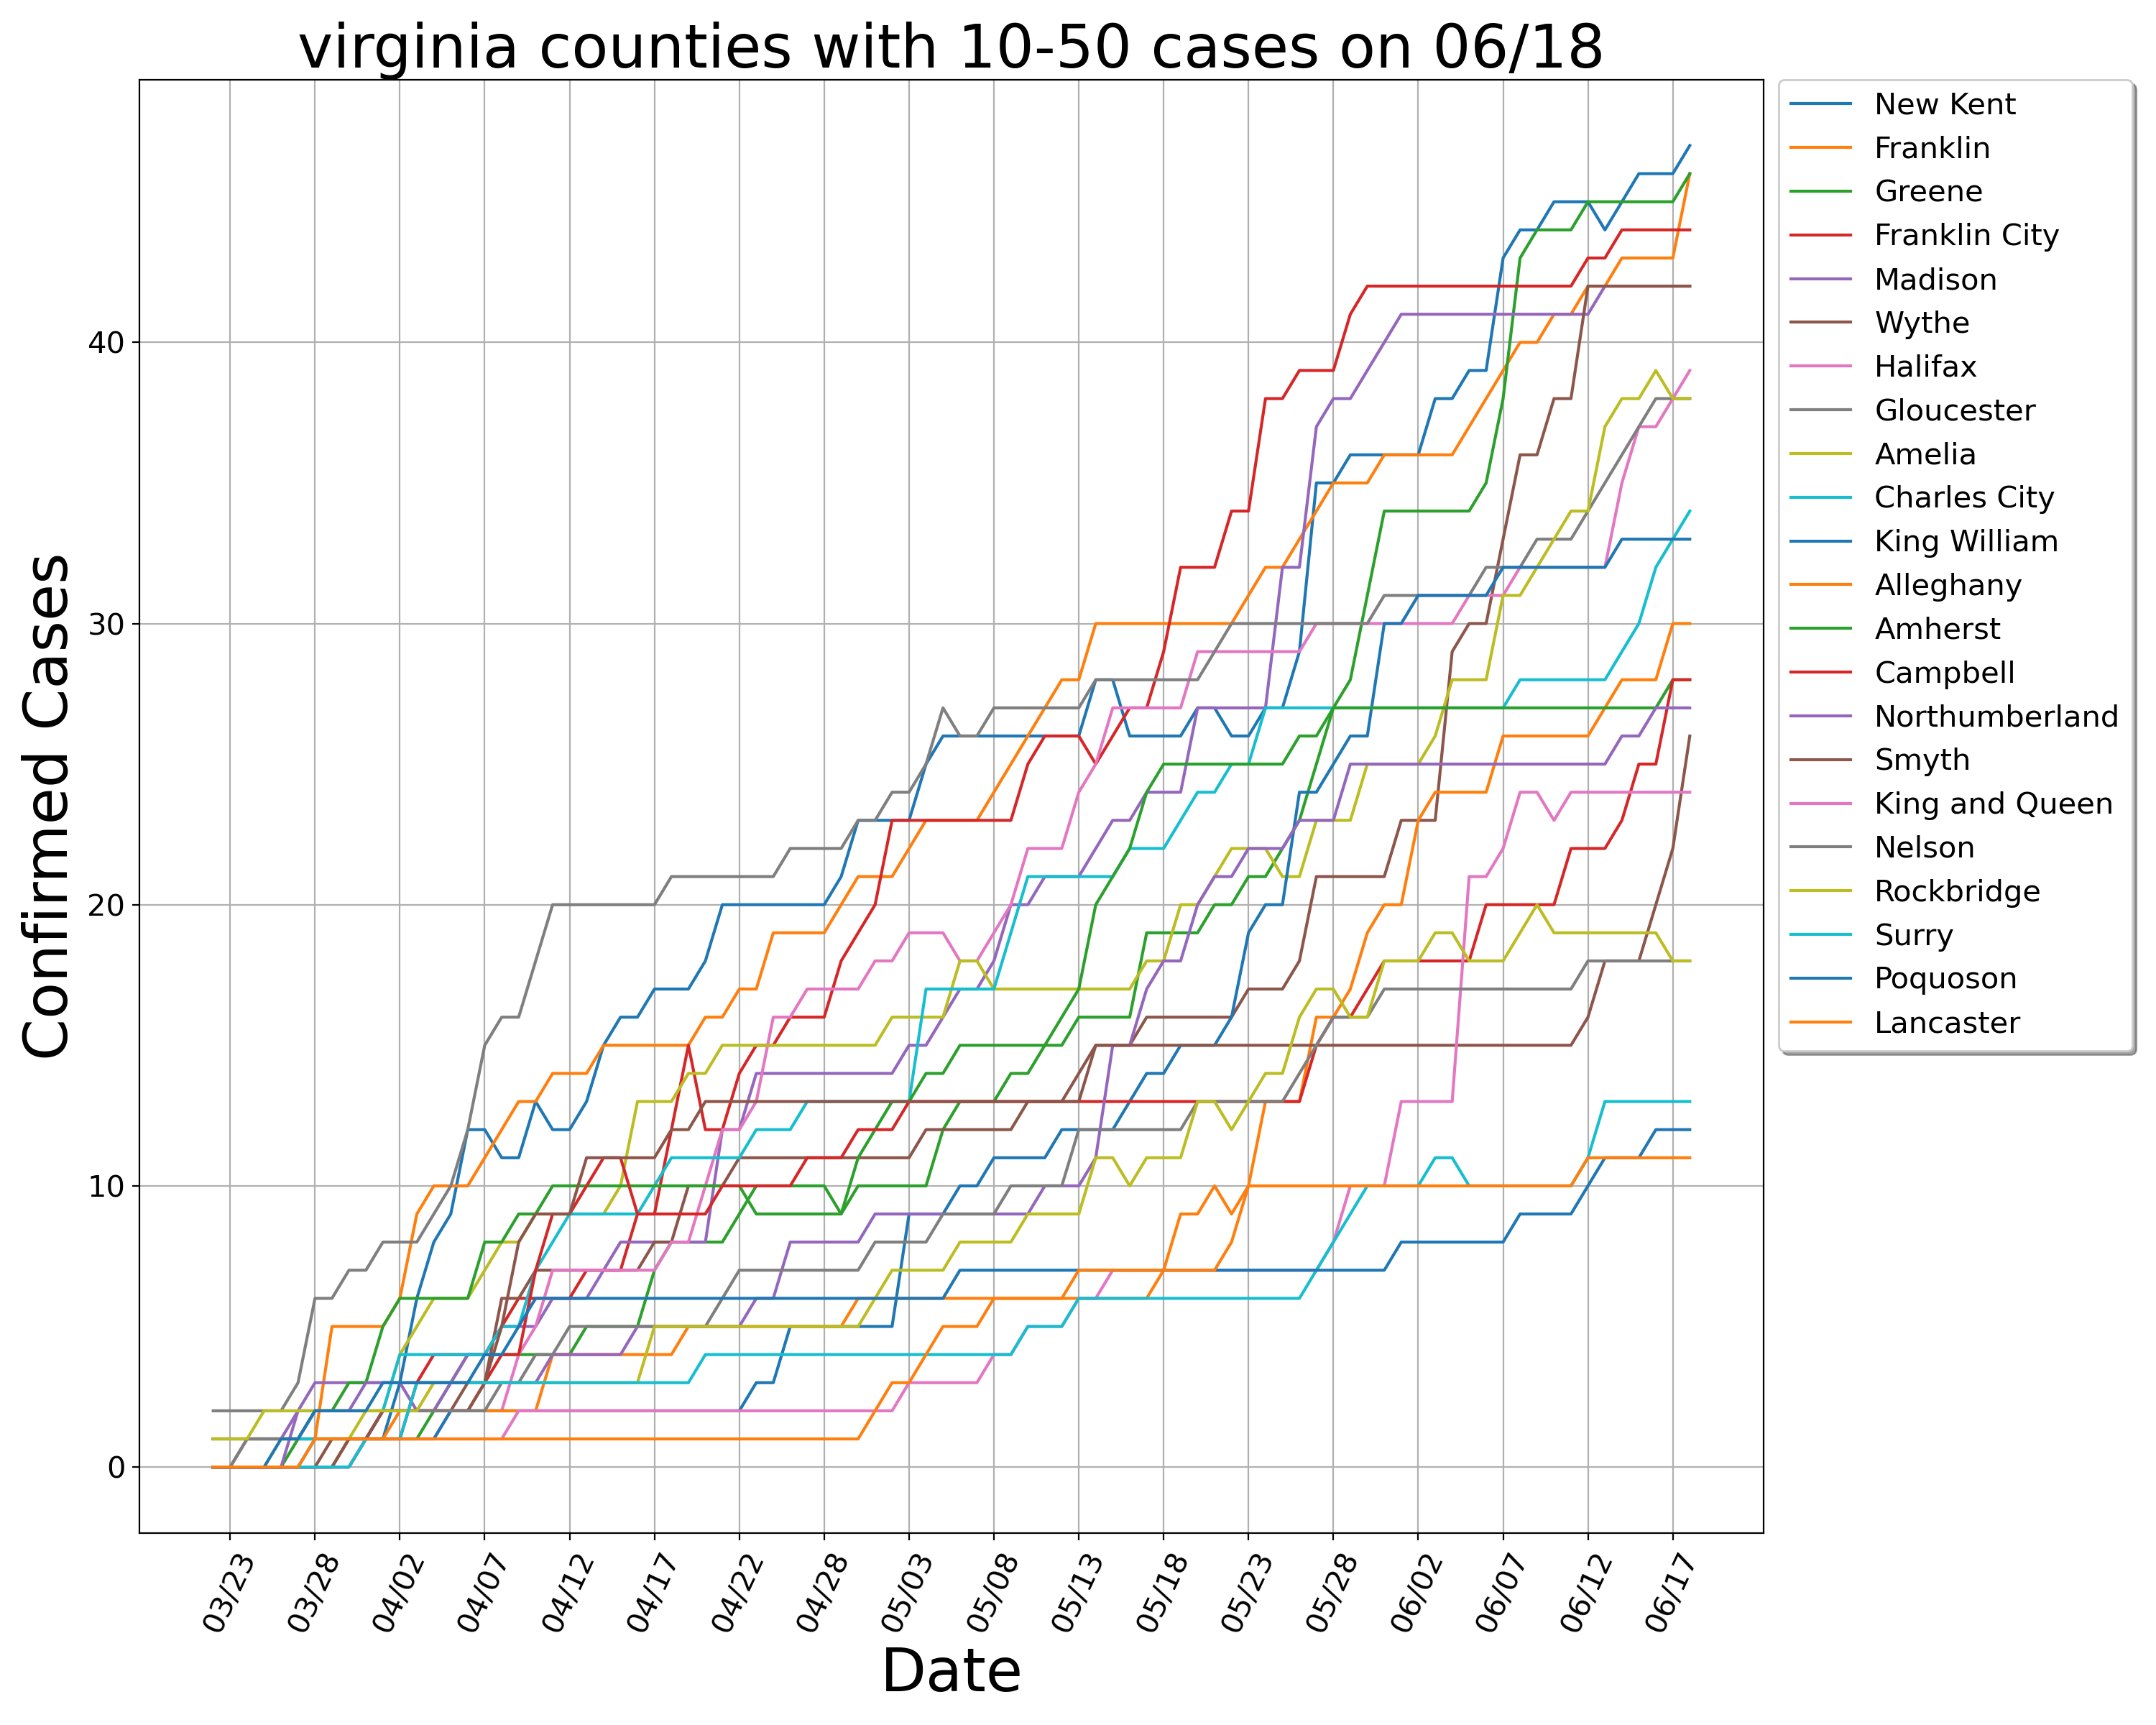 virginia counties with 10-50 cases on 06/18
Confirmed Cases
40
30
20
10
0
03/23
03/28
04/02
04/07
04/12
04/17
04/22
04/28
05/03
05/08
05/13
05/18
05/23
05/28
06/02
06/07
06/12
06/17
Date
New Kent
Franklin
Greene
Franklin City
Madison
Wythe
Halifax
Gloucester
Amelia
Charles City
King William
Alleghany
Amherst
Campbell
Northumberland
Smyth
King and Queen
Nelson
Rockbridge
Surry
Poquoson
Lancaster